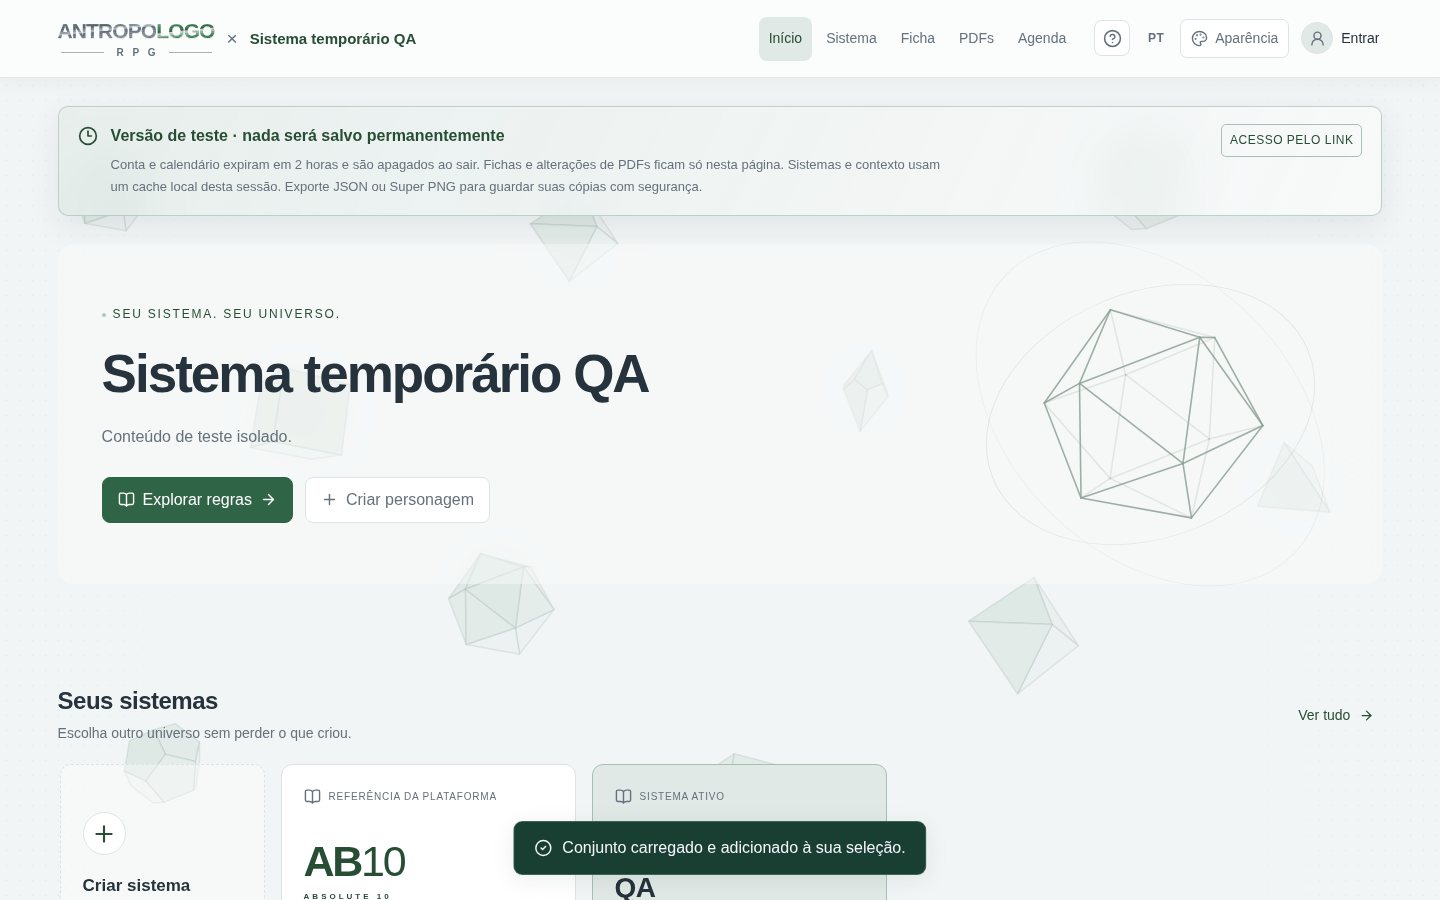 ANTROPOLOGO
RPG
× Sistema temporário QA
Início
Sistema
Ficha
PDFs
Agenda
PT
Aparência
Entrar
Versão de teste · nada será salvo permanentemente
ACESSO PELO LINK
Conta e calendário expiram em 2 horas e são apagados ao sair. Fichas e alterações de PDFs ficam só nesta página. Sistemas e contexto usam
um cache local desta sessão. Exporte JSON ou Super PNG para guardar suas cópias com segurança.
SEU SISTEMA. SEU UNIVERSO.
Sistema temporário QA
Conteúdo de teste isolado.
Explorar regras
Criar personagem
Seus sistemas
Escolha outro universo sem perder o que criou.
Ver tudo
Criar sistema
REFERÊNCIA DA PLATAFORMA
AB10
ABSOLUTE 10
SISTEMA ATIVO
QA
Conjunto carregado e adicionado à sua seleção.